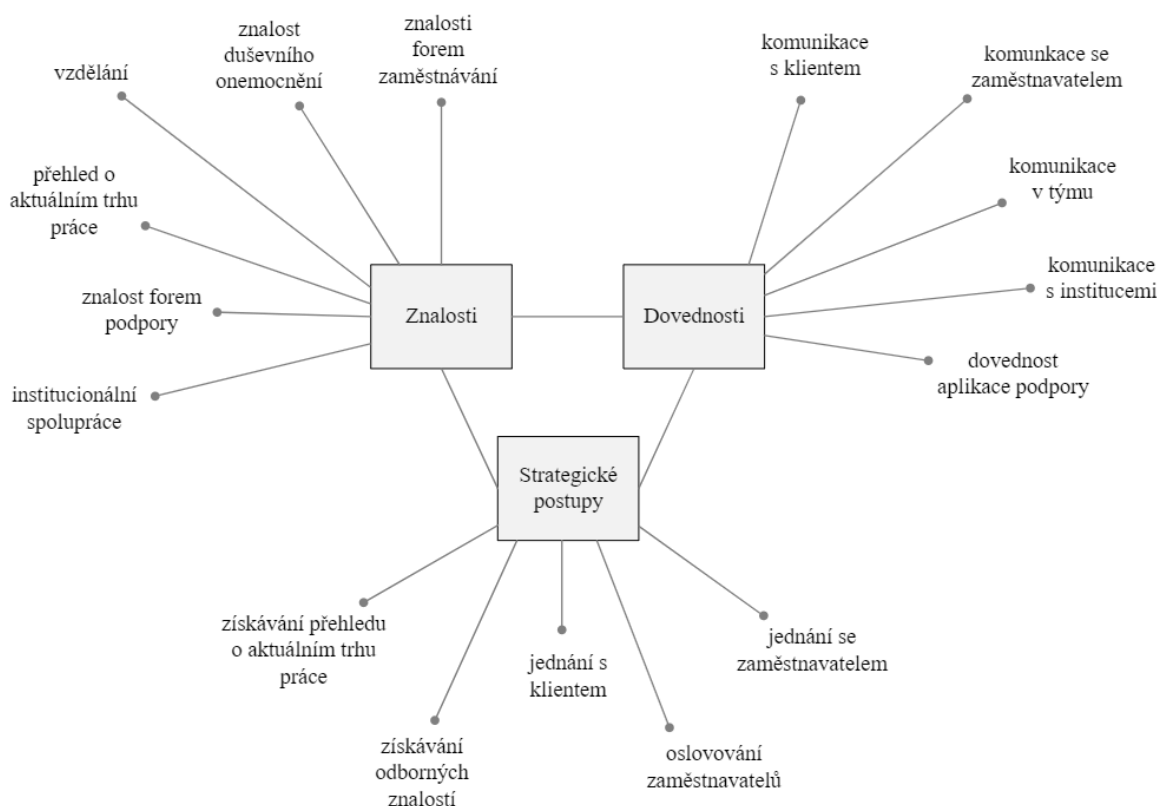 znalosti
forem
zaměstnávání
znalost
duševního
onemocnění
vzdělání
přehled o
aktuálním trhu
práce
znalost forem
podpory
institucionální
spolupráce
Znalosti
komunikace
s klientem
komunkace se
zaměstnavatelem
komunikace
v týmu
komunikace
s institucemi
dovednost
aplikace podpory
Dovednosti
Strategické
postupy
získávání přehledu
o aktuálním trhu
práce
získávání
odborných
znalostí
jednání s
klientem
oslovování
zaměstnavatelů
jednání se
zaměstnavatelem